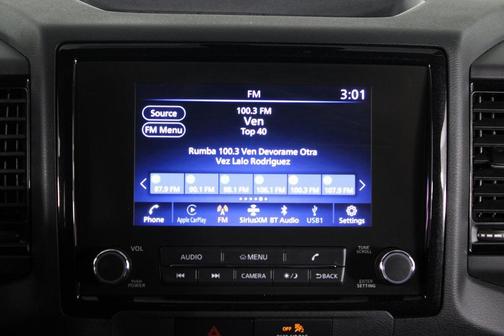 FM
3:01
Source
100.3 FM
Ven
FM Menu
Top 40
Rumba 100.3 Ven Devorame Otra
Vez Lalo Rodriguez
87.9 FM 90.1 FM 98.1 FM 106.1 FM 100.3 FM 107.9 FM
Phone Apple CarPlay FM SiriusXM BT Audio USB1 Settings
VOL
AUDIO MENU
TUNE
SCROLL
PUSH
POWER
CAMERA BACK
ENTER
SETTING
OFF